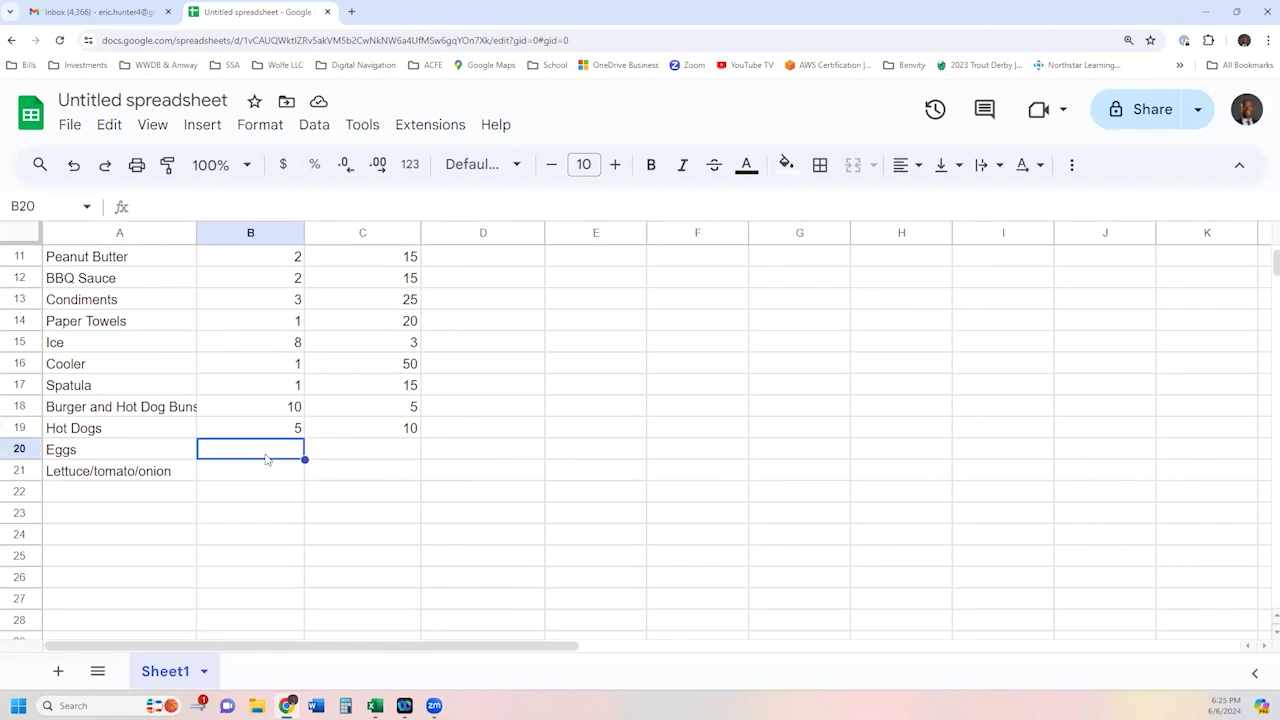 Inbox (4,366) - eric.hunter4@g
Untitled spreadsheet - Google
docs.google.com/spreadsheets/d/1vCAUQWktIZRvSakVM5b2CwNkNW6a4UfMSw6gqYOn7Xk/edit?gid=0#gid=0
Bills
Investments
WWDB & Amway
SSA
Wolfe LLC
Digital Navigation
ACFE
Google Maps
School
OneDrive Business
Zoom
YouTube TV
AWS Certification |...
Benvity
2023 Trout Derby |...
Northstar Learning...
All Bookmarks
Untitled spreadsheet
File Edit View Insert Format Data Tools Extensions Help
Share
100% $ % .0 .00 123 Defaul... 10 B I A
B20 fx
A B C D E F G H I J K
11 Peanut Butter 2 15
12 BBQ Sauce 2 15
13 Condiments 3 25
14 Paper Towels 1 20
15 Ice 8 3
16 Cooler 1 50
17 Spatula 1 15
18 Burger and Hot Dog Buns 10 5
19 Hot Dogs 5 10
20 Eggs
21 Lettuce/tomato/onion
22
23
24
25
26
27
28
Sheet1
Search
6:25 PM
6/6/2024